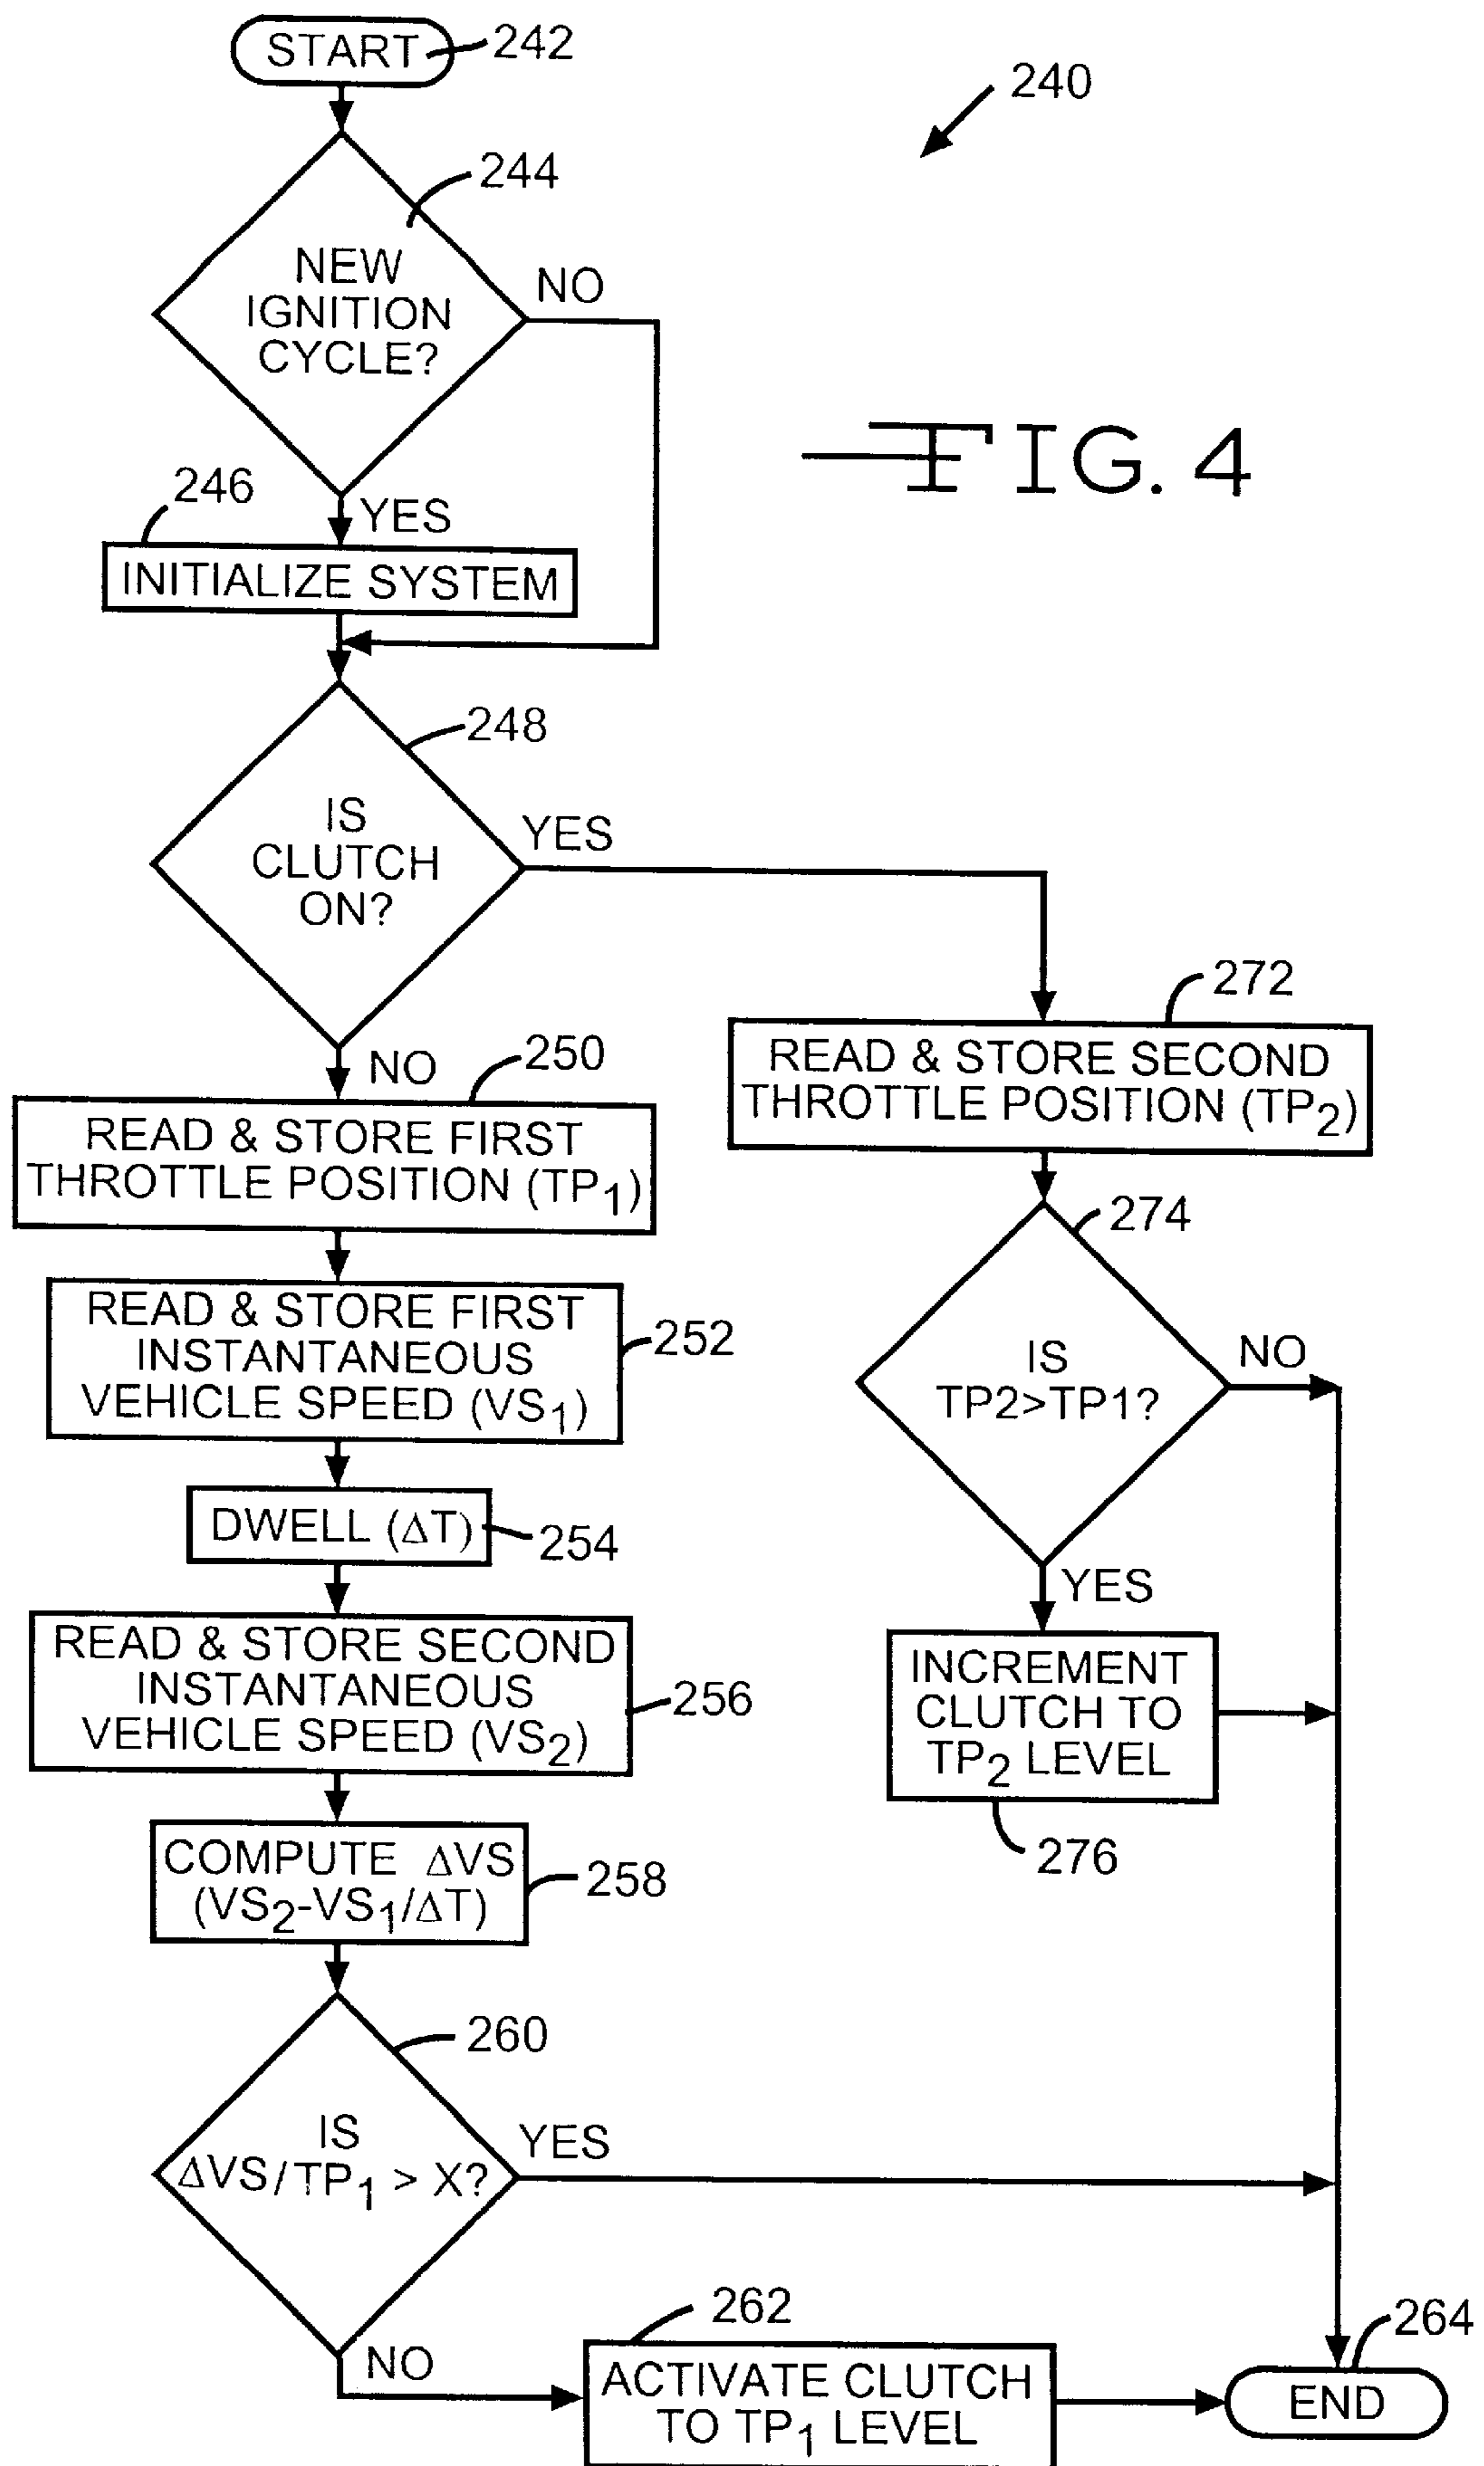 START
242
240
244
NEW
IGNITION
CYCLE?
NO
FIG. 4
246
YES
INITIALIZE SYSTEM
248
IS
CLUTCH
ON?
YES
NO
250
READ & STORE FIRST
THROTTLE POSITION (TP₁)
272
READ & STORE SECOND
THROTTLE POSITION (TP₂)
READ & STORE FIRST
INSTANTANEOUS
VEHICLE SPEED (VS₁)
252
274
IS
TP2>TP1?
NO
DWELL (ΔT)
254
YES
READ & STORE SECOND
INSTANTANEOUS
VEHICLE SPEED (VS₂)
256
INCREMENT
CLUTCH TO
TP₂ LEVEL
276
COMPUTE ΔVS
(VS₂-VS₁/ΔT)
258
260
IS
ΔVS/TP₁ > X?
YES
NO
262
ACTIVATE CLUTCH
TO TP₁ LEVEL
264
END